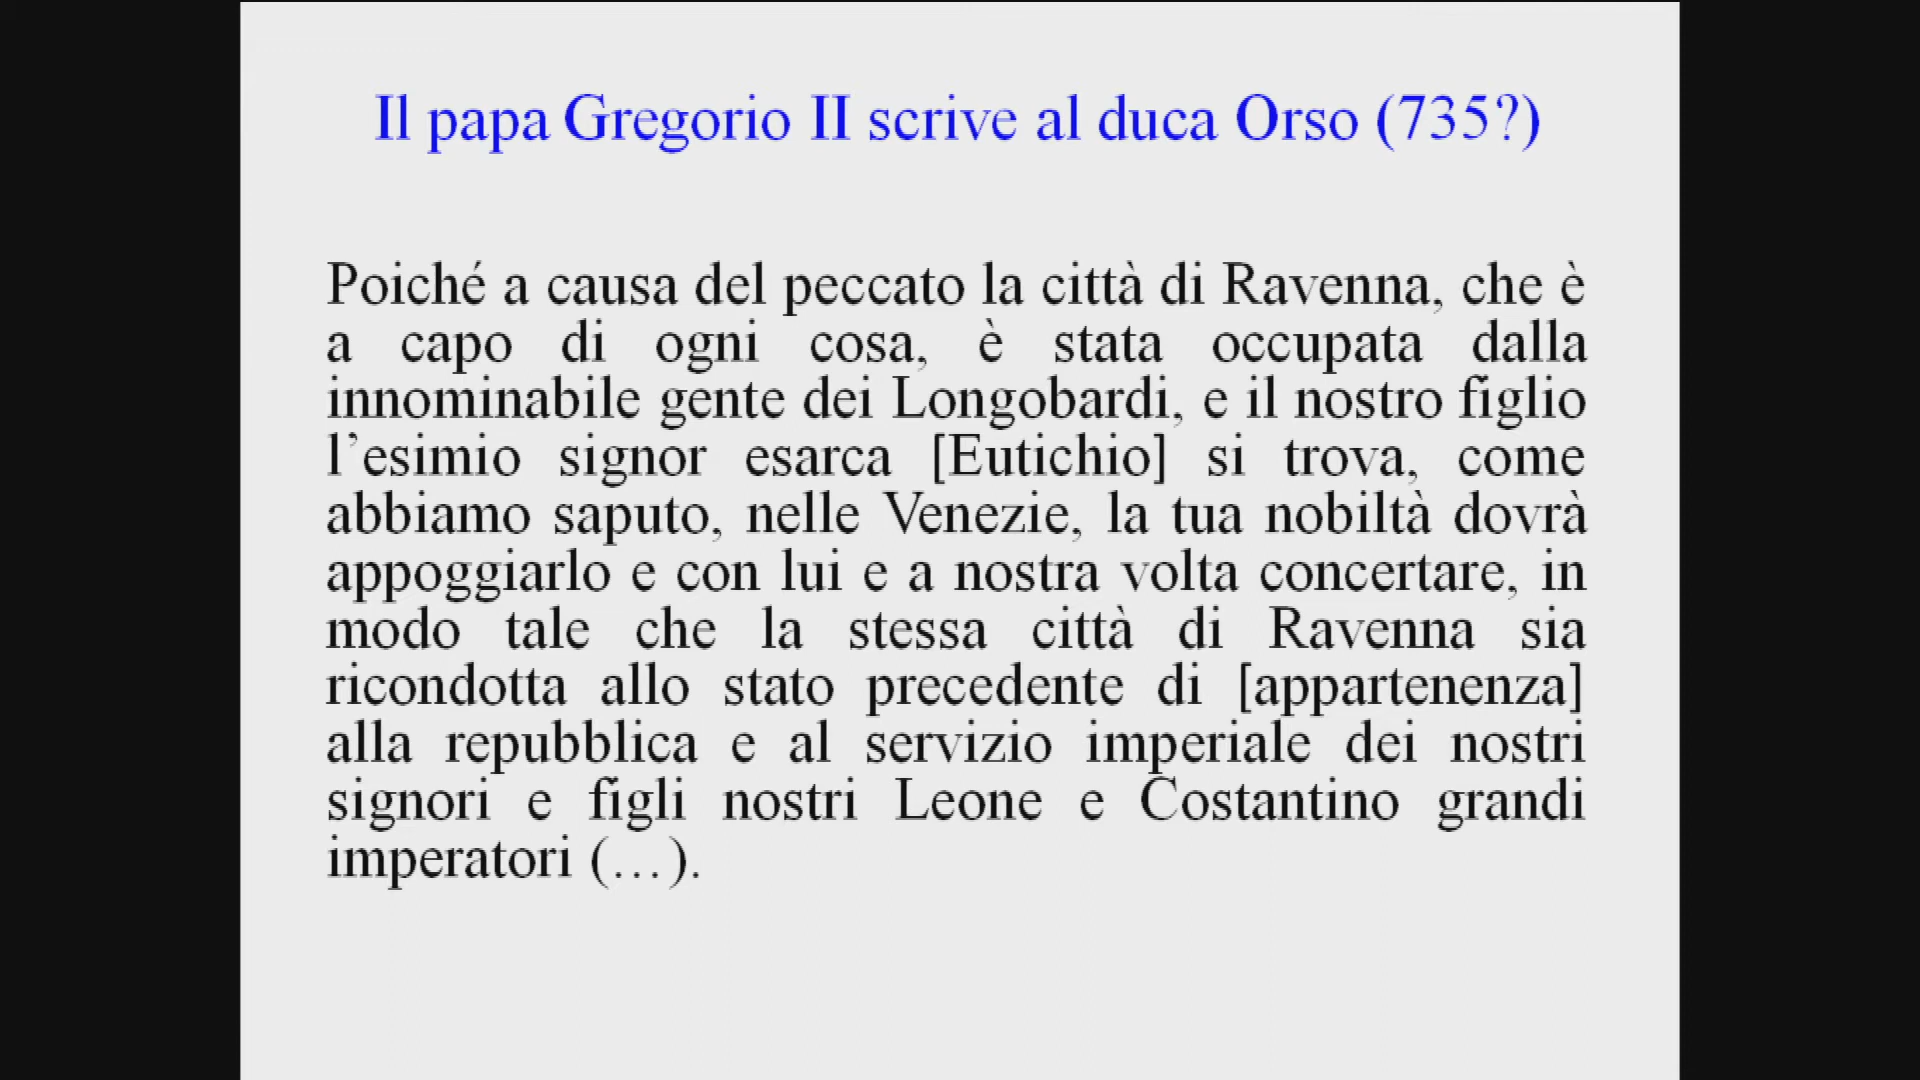 Il papa Gregorio II scrive al duca Orso (735?)
Poiché a causa del peccato la città di Ravenna, che è
a capo di ogni cosa, è stata occupata dalla
innominabile gente dei Longobardi, e il nostro figlio
l’esimio signor esarca [Eutichio] si trova, come
abbiamo saputo, nelle Venezie, la tua nobiltà dovrà
appoggiarlo e con lui e a nostra volta concertare, in
modo tale che la stessa città di Ravenna sia
ricondotta allo stato precedente di [appartenenza]
alla repubblica e al servizio imperiale dei nostri
signori e figli nostri Leone e Costantino grandi
imperatori (…).